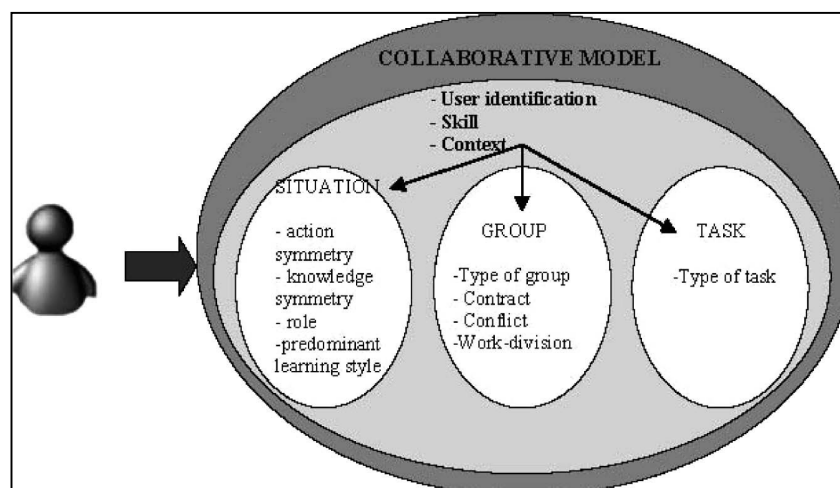 COLLABORATIVE MODEL
- User identification
- Skill
- Context
SITUATION
- action
symmetry
- knowledge
symmetry
- role
-predominant
learning style
GROUP
-Type of group
- Contract
- Conflict
-Work-division
TASK
-Type of task